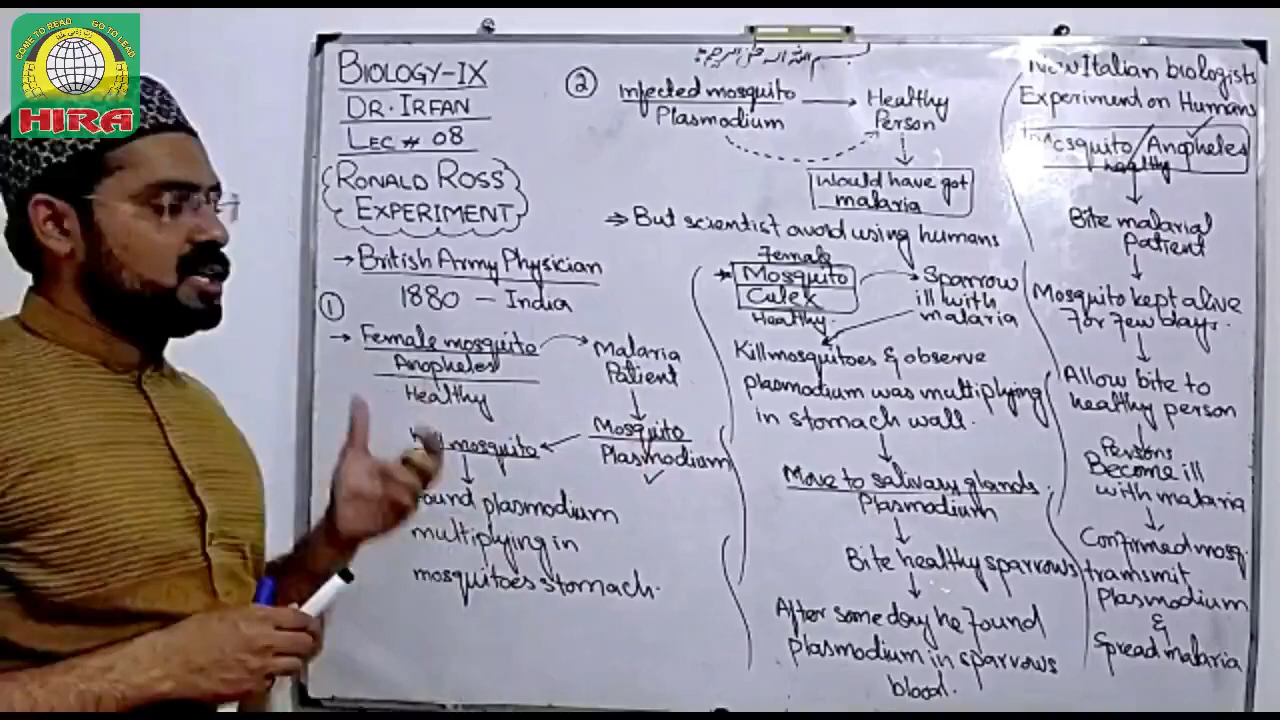 COME TO READ GO TO LEAD
HIRA
BIOLOGY-IX
DR. IRFAN
LEC # 08
RONALD ROSS
EXPERIMENT
→ British Army Physician
1880 – India
①
→ Female mosquito
Anopheles
Healthy
Malaria
Patient
Mosquito
Plasmodium
mosquito
found plasmodium
multiplying in
mosquitoes stomach.
②
Infected mosquito
Plasmodium
Healthy
Person
Would have got
malaria
⇒ But scientist avoid using humans
Female
Mosquito
Culex
Healthy.
Sparrow
ill with
malaria
Kill mosquitoes & observe
plasmodium was multiplying
in stomach wall.
Move to salivary glands.
Plasmodium
Bite healthy sparrows
After some day he found
plasmodium in sparrows
blood.
Now Italian biologists
Experiment on Humans
Mosquito/Anopheles
healthy
Bite malarial
patient
Mosquito kept alive
for few days.
Allow bite to
healthy person
Persons
Become ill
with malaria
Confirmed mosq.
transmit
Plasmodium
&
Spread malaria